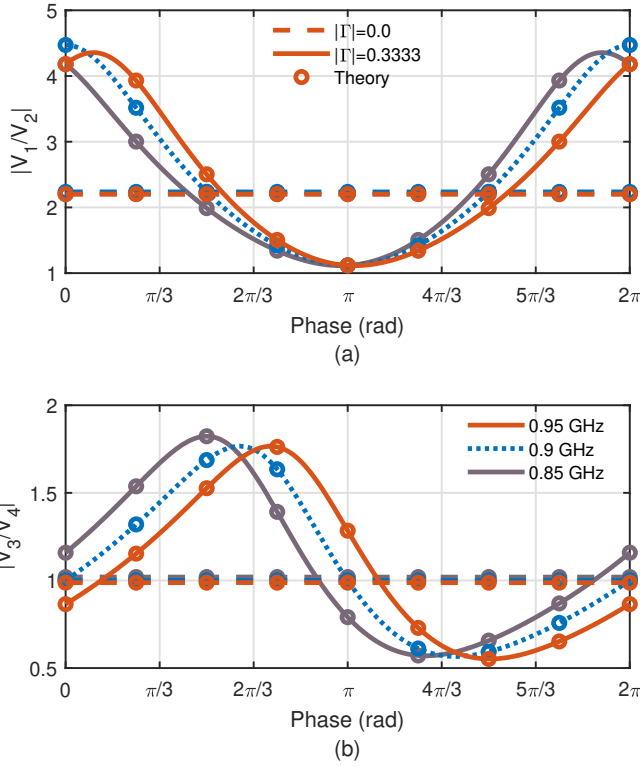 5
4
3
2
1
|V₁/V₂|
|Γ|=0.0
|Γ|=0.3333
Theory
0 π/3 2π/3 π 4π/3 5π/3 2π
Phase (rad)
(a)
2
1.5
1
0.5
|V₃/V₄|
0.95 GHz
0.9 GHz
0.85 GHz
0 π/3 2π/3 π 4π/3 5π/3 2π
Phase (rad)
(b)